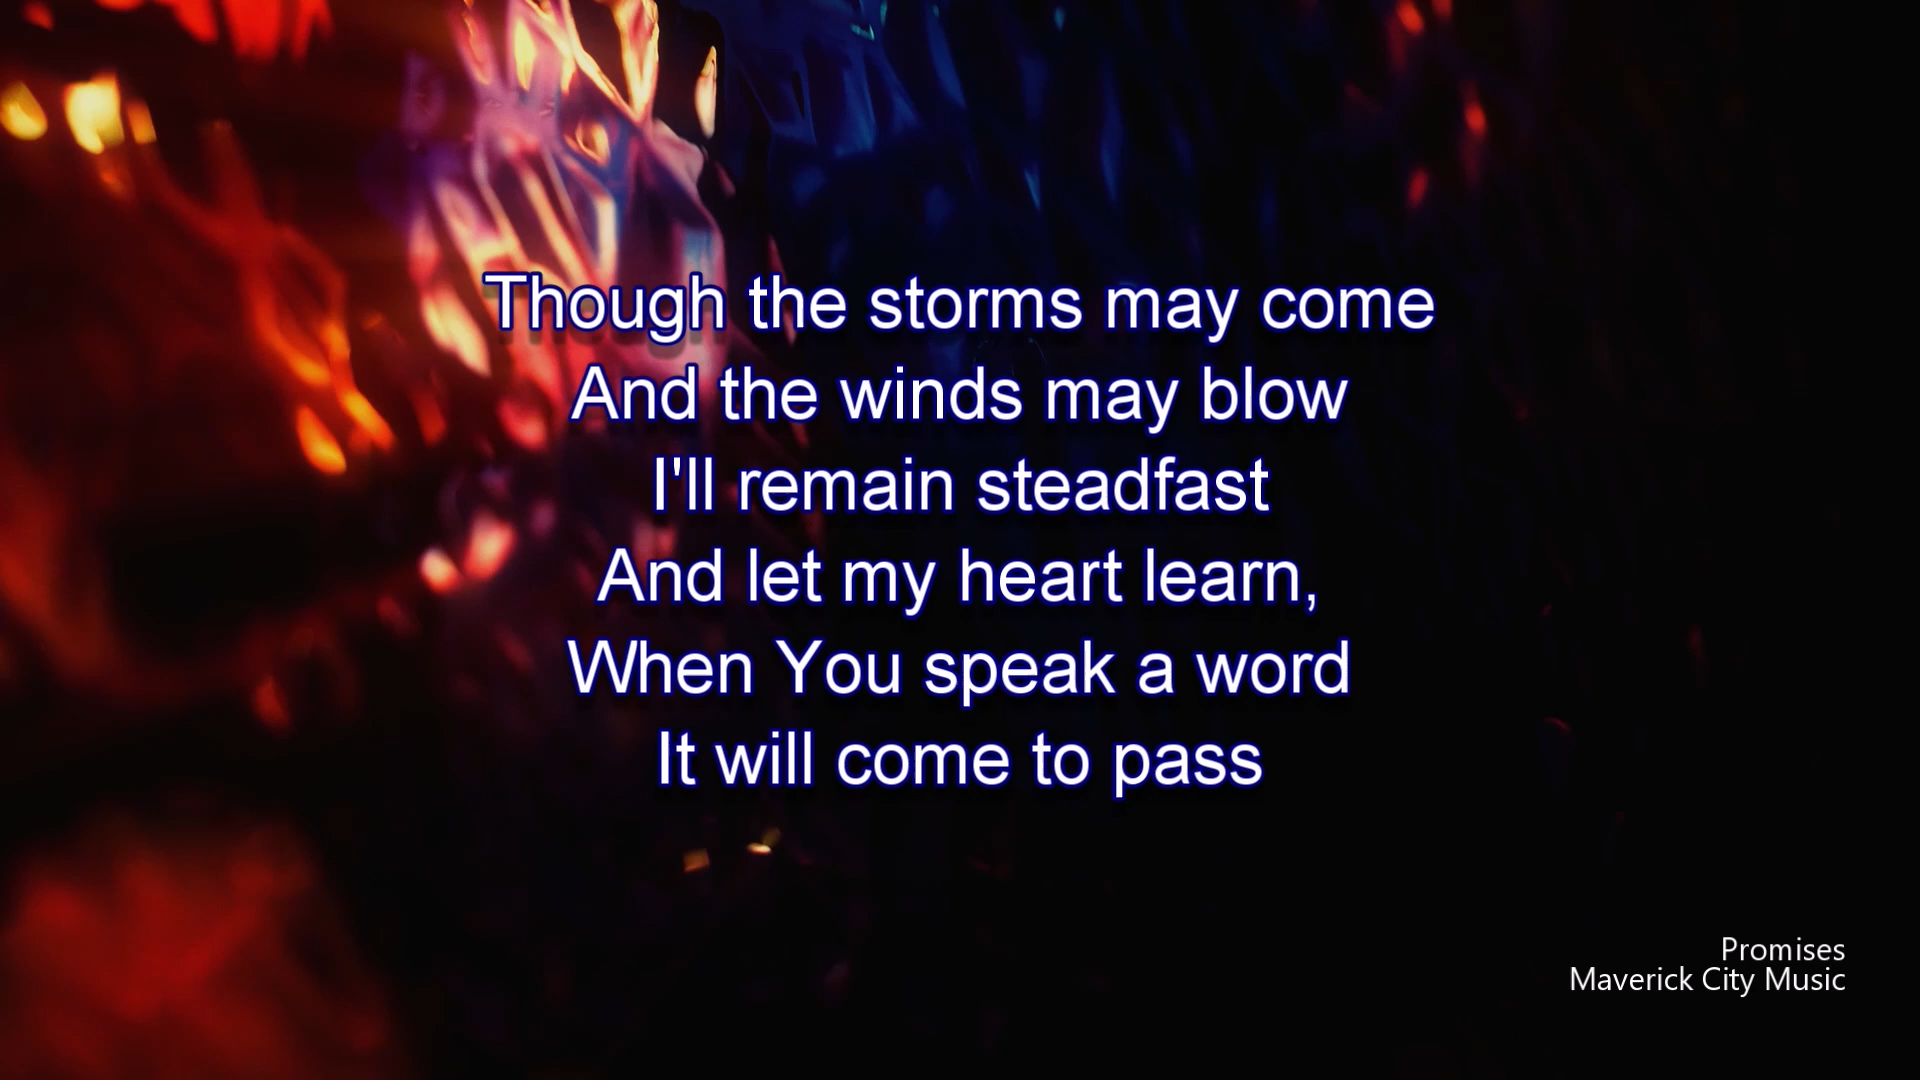 Though the storms may come
And the winds may blow
I'll remain steadfast
And let my heart learn,
When You speak a word
It will come to pass
Promises
Maverick City Music